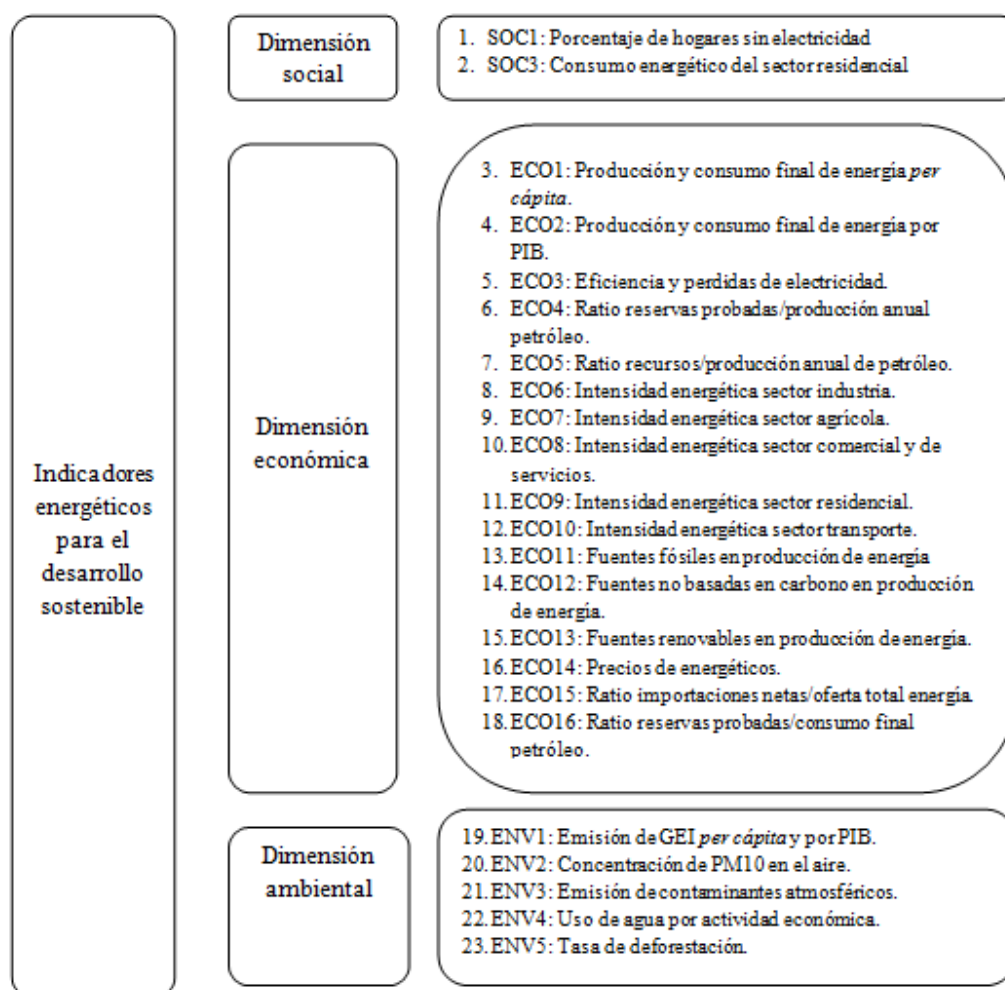 Indicadores
energéticos
para el
desarrollo
sostenible
Dimensión
social
1. SOC1: Porcentaje de hogares sin electricidad
2. SOC3: Consumo energético del sector residencial
Dimensión
económica
3. ECO1: Producción y consumo final de energía per
cápita.
4. ECO2: Producción y consumo final de energía por
PIB.
5. ECO3: Eficiencia y perdidas de electricidad.
6. ECO4: Ratio reservas probadas/producción anual
petróleo.
7. ECO5: Ratio recursos/producción anual de petróleo.
8. ECO6: Intensidad energética sector industria.
9. ECO7: Intensidad energética sector agrícola.
10. ECO8: Intensidad energética sector comercial y de
servicios.
11. ECO9: Intensidad energética sector residencial.
12. ECO10: Intensidad energética sector transporte.
13. ECO11: Fuentes fósiles en producción de energía
14. ECO12: Fuentes no basadas en carbono en producción
de energía.
15. ECO13: Fuentes renovables en producción de energía.
16. ECO14: Precios de energéticos.
17. ECO15: Ratio importaciones netas/oferta total energía.
18. ECO16: Ratio reservas probadas/consumo final
petróleo.
Dimensión
ambiental
19. ENV1: Emisión de GEI per cápita y por PIB.
20. ENV2: Concentración de PM10 en el aire.
21. ENV3: Emisión de contaminantes atmosféricos.
22. ENV4: Uso de agua por actividad económica.
23. ENV5: Tasa de deforestación.